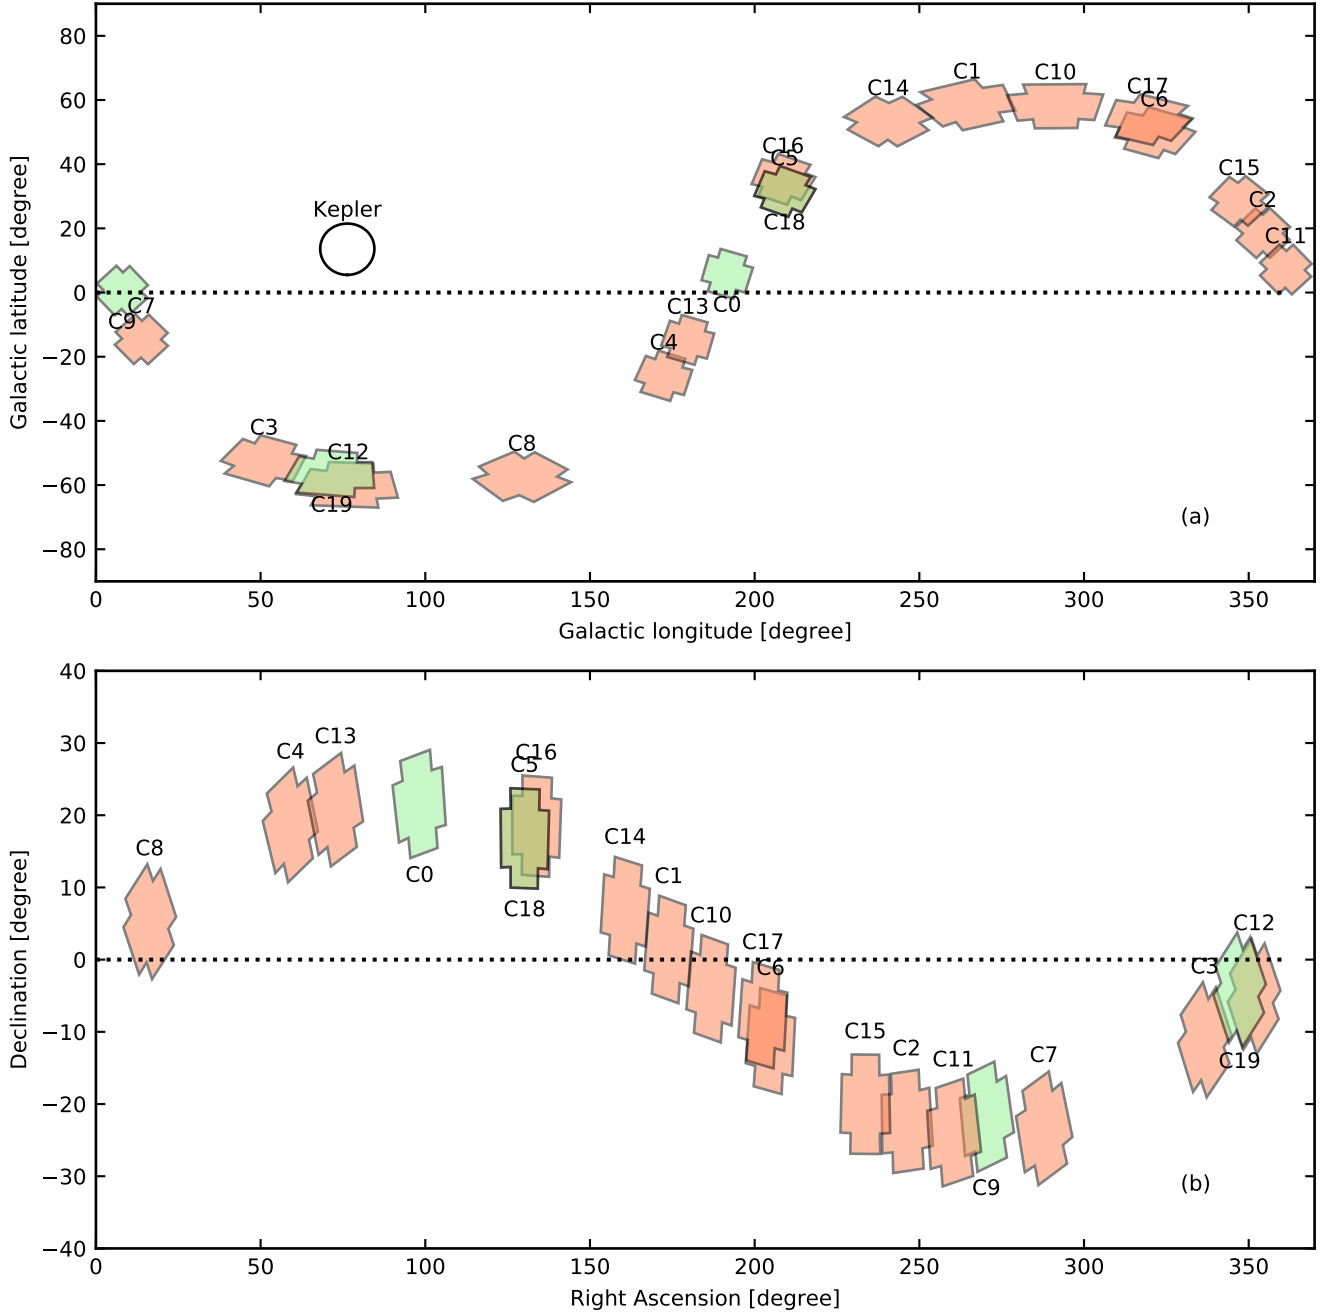 80
60
40
20
0
−20
−40
−60
−80
Galactic latitude [degree]
C1
C10
C14
C17
C6
C16
C5
C15
C2
Kepler
C18
C11
C7
C0
C13
C9
C4
C3
C8
C12
C19
(a)
0 50 100 150 200 250 300 350
Galactic longitude [degree]
40
30
20
10
0
−10
−20
−30
−40
Declination [degree]
C13
C4
C16
C5
C14
C8
C0
C1
C18
C10
C12
C17
C6
C3
C15
C2
C11
C7
C19
C9
(b)
0 50 100 150 200 250 300 350
Right Ascension [degree]